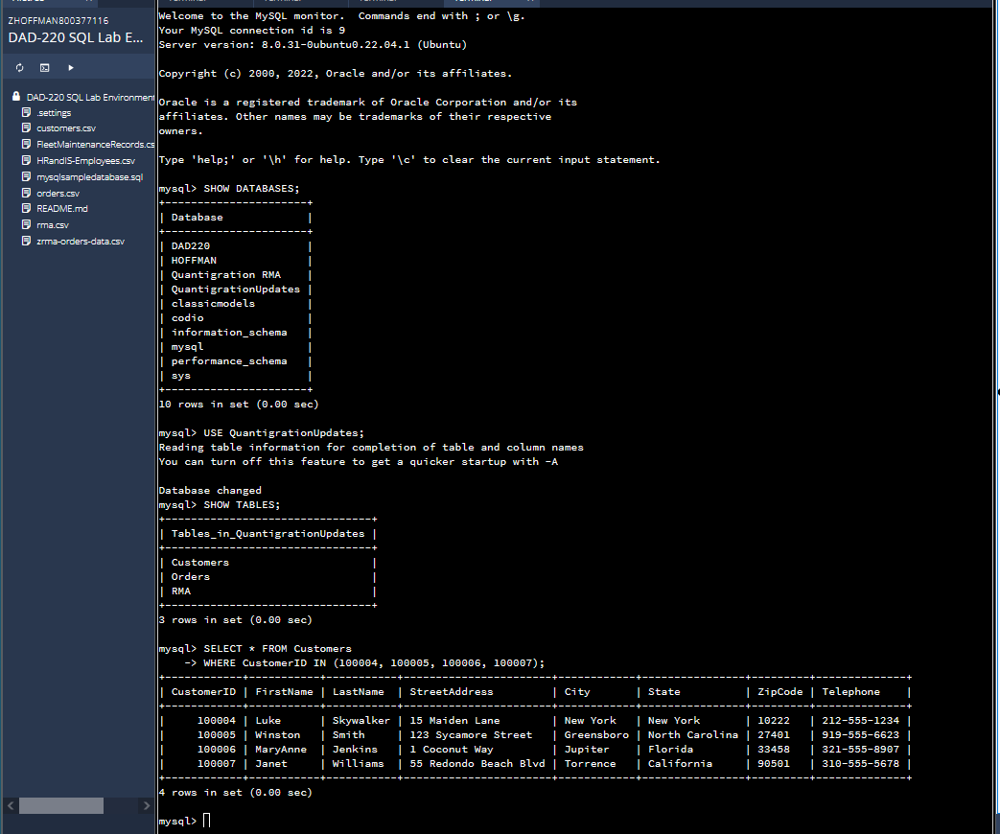 ZHOFFMAN800377116
DAD-220 SQL Lab E...
DAD-220 SQL Lab Environment
.settings
customers.csv
FleetMaintenanceRecords.cs
HRandIS-Employees.csv
mysqlsampledatabase.sql
orders.csv
README.md
rma.csv
zrma-orders-data.csv
Welcome to the MySQL monitor.  Commands end with ; or \g.
Your MySQL connection id is 9
Server version: 8.0.31-0ubuntu0.22.04.1 (Ubuntu)
Copyright (c) 2000, 2022, Oracle and/or its affiliates.
Oracle is a registered trademark of Oracle Corporation and/or its
affiliates. Other names may be trademarks of their respective
owners.
Type 'help;' or '\h' for help. Type '\c' to clear the current input statement.
mysql> SHOW DATABASES;
+----------------------+
| Database             |
+----------------------+
| DAD220               |
| HOFFMAN              |
| Quantigration RMA    |
| QuantigrationUpdates |
| classicmodels        |
| codio                |
| information_schema   |
| mysql                |
| performance_schema   |
| sys                  |
+----------------------+
10 rows in set (0.00 sec)
mysql> USE QuantigrationUpdates;
Reading table information for completion of table and column names
You can turn off this feature to get a quicker startup with -A
Database changed
mysql> SHOW TABLES;
+--------------------------------+
| Tables_in_QuantigrationUpdates |
+--------------------------------+
| Customers                      |
| Orders                         |
| RMA                            |
+--------------------------------+
3 rows in set (0.00 sec)
mysql> SELECT * FROM Customers
    -> WHERE CustomerID IN (100004, 100005, 100006, 100007);
+------------+-----------+-----------+-----------------------+------------+----------------+---------+--------------+
| CustomerID | FirstName | LastName  | StreetAddress         | City       | State          | ZipCode | Telephone    |
+------------+-----------+-----------+-----------------------+------------+----------------+---------+--------------+
|     100004 | Luke      | Skywalker | 15 Maiden Lane        | New York   | New York       | 10222   | 212-555-1234 |
|     100005 | Winston   | Smith     | 123 Sycamore Street   | Greensboro | North Carolina | 27401   | 919-555-6623 |
|     100006 | MaryAnne  | Jenkins   | 1 Coconut Way         | Jupiter    | Florida        | 33458   | 321-555-8907 |
|     100007 | Janet     | Williams  | 55 Redondo Beach Blvd | Torrence   | California     | 90501   | 310-555-5678 |
+------------+-----------+-----------+-----------------------+------------+----------------+---------+--------------+
4 rows in set (0.00 sec)
mysql>